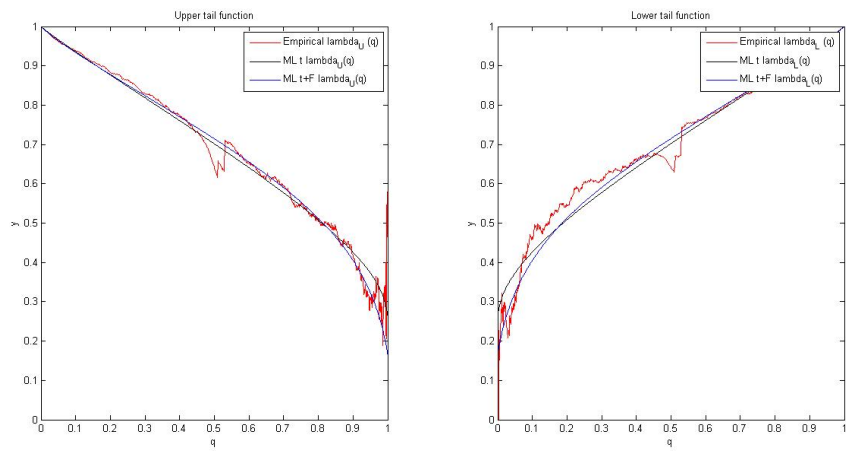 Upper tail function
Empirical lambda_U (q)
ML t lambda_U(q)
ML t+F lambda_U(q)
1
0.9
0.8
0.7
0.6
0.5
0.4
0.3
0.2
0.1
0
y
0 0.1 0.2 0.3 0.4 0.5 0.6 0.7 0.8 0.9 1
q
Lower tail function
Empirical lambda_L (q)
ML t lambda_L(q)
ML t+F lambda_L(q)
1
0.9
0.8
0.7
0.6
0.5
0.4
0.3
0.2
0.1
0
y
0 0.1 0.2 0.3 0.4 0.5 0.6 0.7 0.8 0.9 1
q